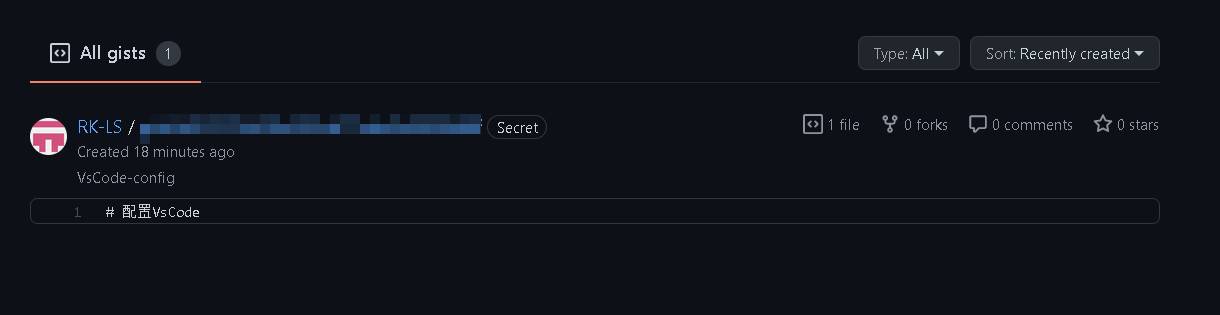 All gists 1
Type: All
Sort: Recently created
RK-LS /
Secret
1 file
0 forks
0 comments
0 stars
Created 18 minutes ago
VsCode-config
1 # 配置VsCode